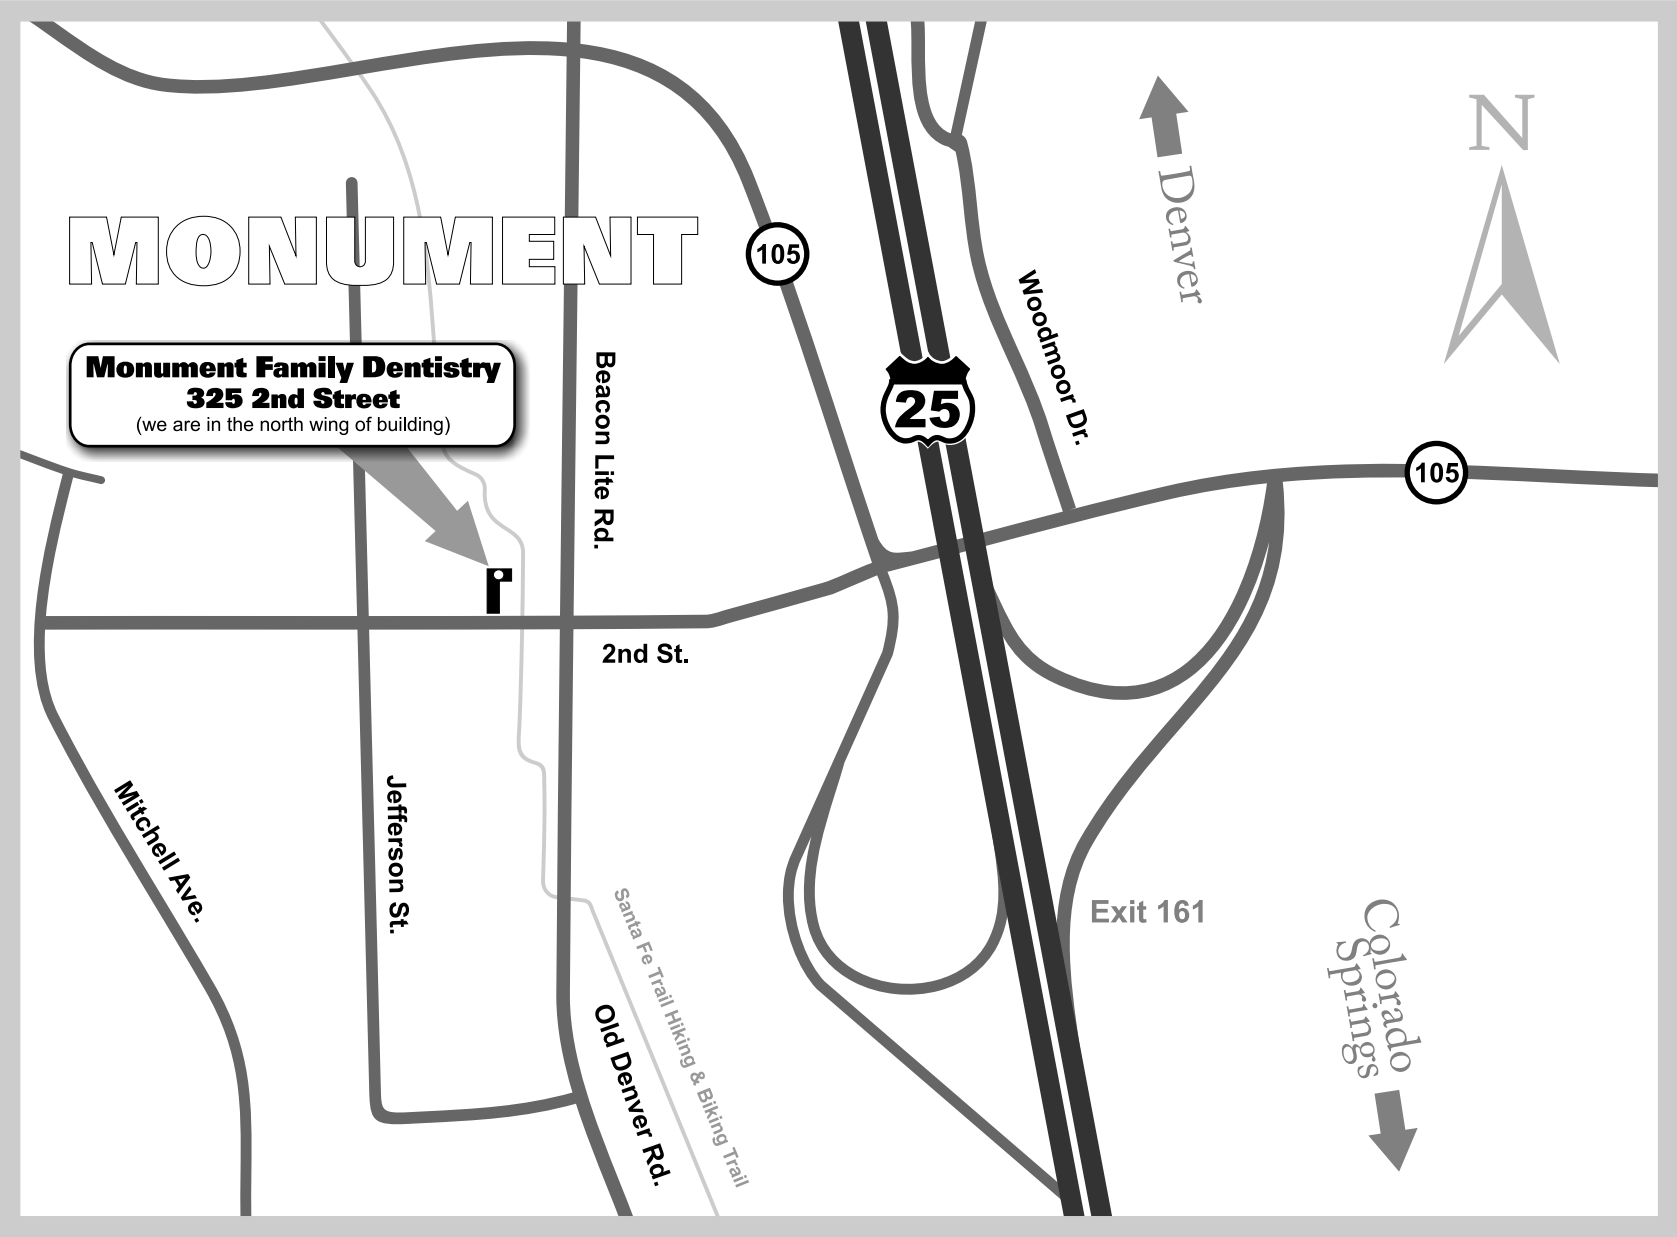 N
Denver
MONUMENT
105
Woodmoor Dr.
Monument Family Dentistry
325 2nd Street
(we are in the north wing of building)
Beacon Lite Rd.
25
105
2nd St.
Mitchell Ave.
Jefferson St.
Santa Fe Trail Hiking & Biking Trail
Exit 161
Colorado
Springs
Old Denver Rd.